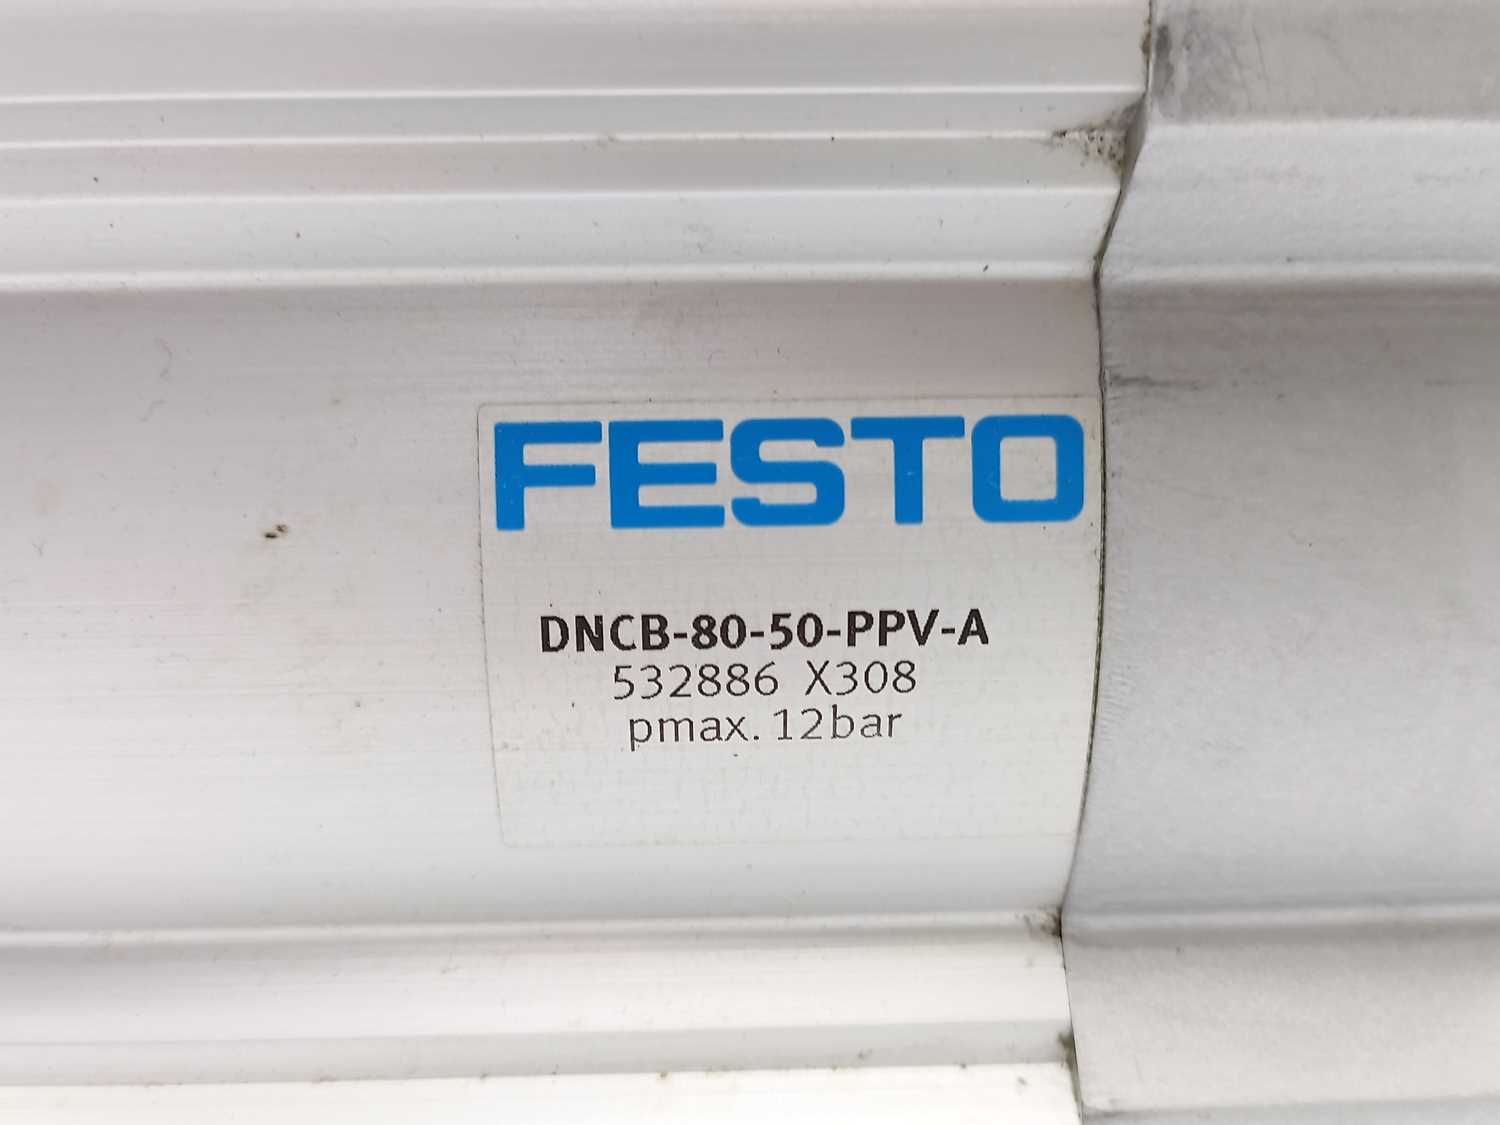 FESTO
DNCB-80-50-PPV-A
532886 X308
pmax. 12bar